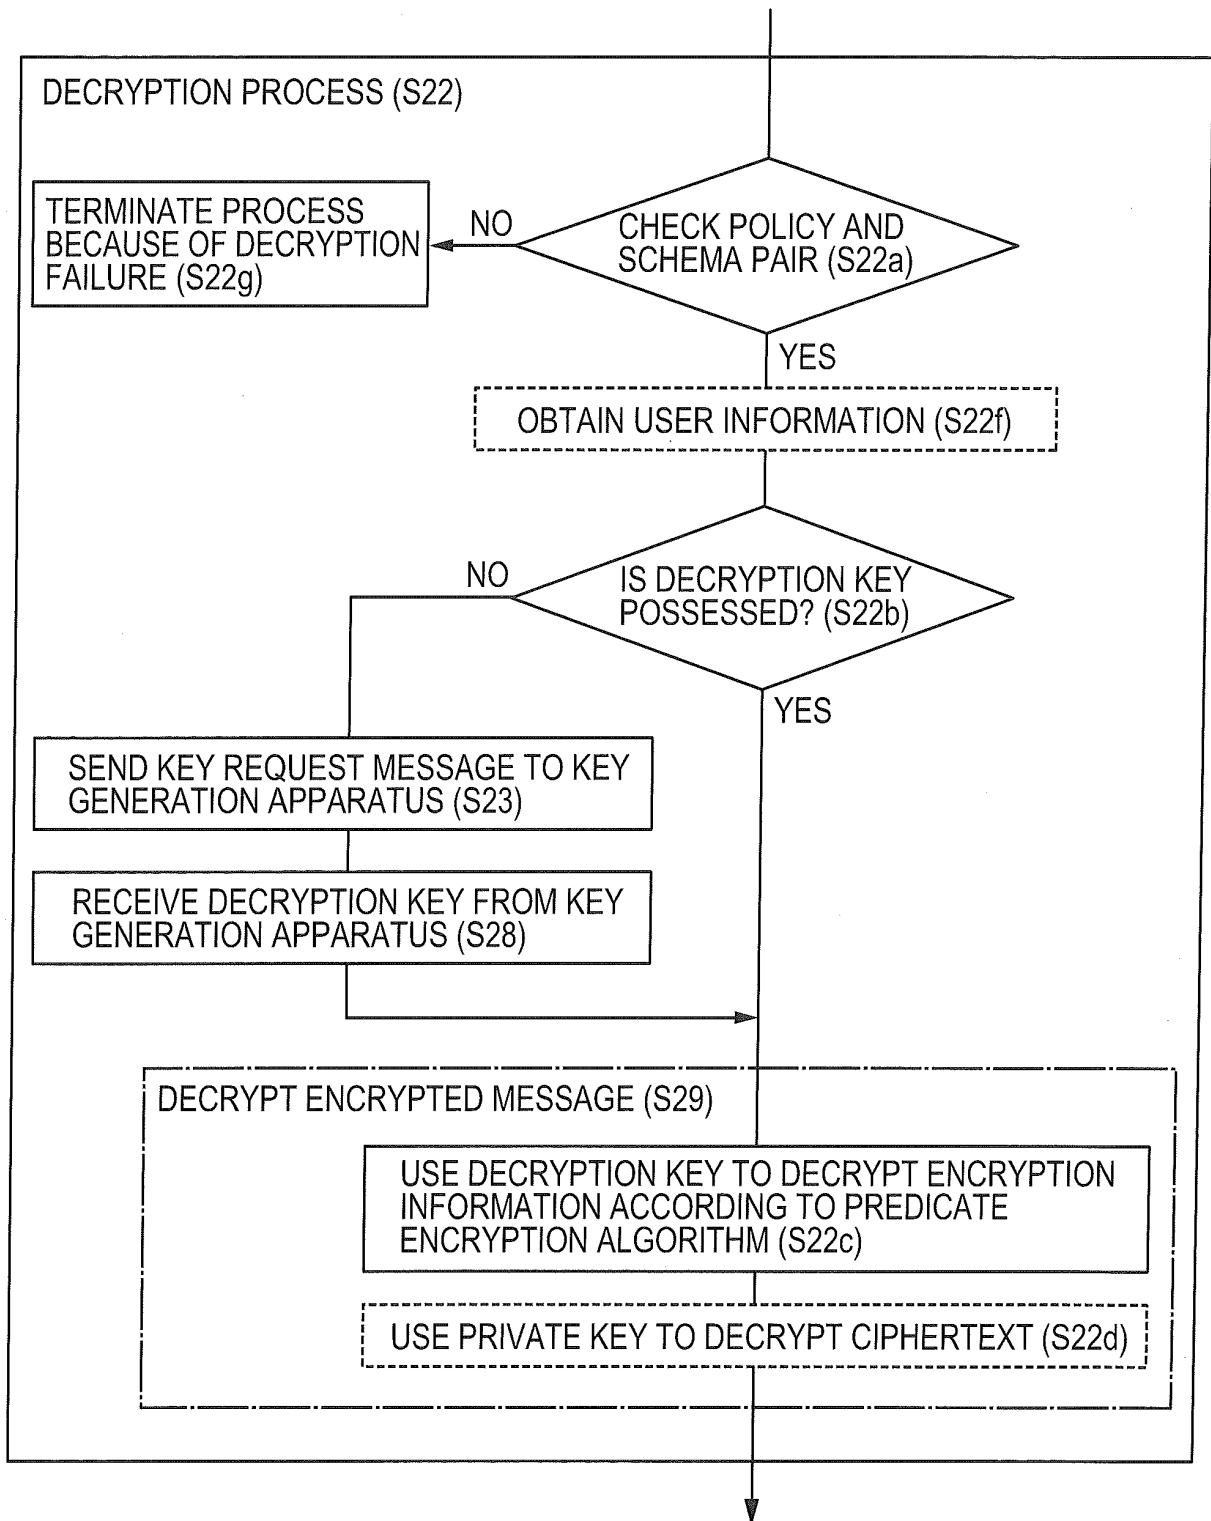 DECRYPTION PROCESS (S22)
TERMINATE PROCESS
BECAUSE OF DECRYPTION
FAILURE (S22g)
NO
CHECK POLICY AND
SCHEMA PAIR (S22a)
YES
OBTAIN USER INFORMATION (S22f)
NO
IS DECRYPTION KEY
POSSESSED? (S22b)
YES
SEND KEY REQUEST MESSAGE TO KEY
GENERATION APPARATUS (S23)
RECEIVE DECRYPTION KEY FROM KEY
GENERATION APPARATUS (S28)
DECRYPT ENCRYPTED MESSAGE (S29)
USE DECRYPTION KEY TO DECRYPT ENCRYPTION
INFORMATION ACCORDING TO PREDICATE
ENCRYPTION ALGORITHM (S22c)
USE PRIVATE KEY TO DECRYPT CIPHERTEXT (S22d)